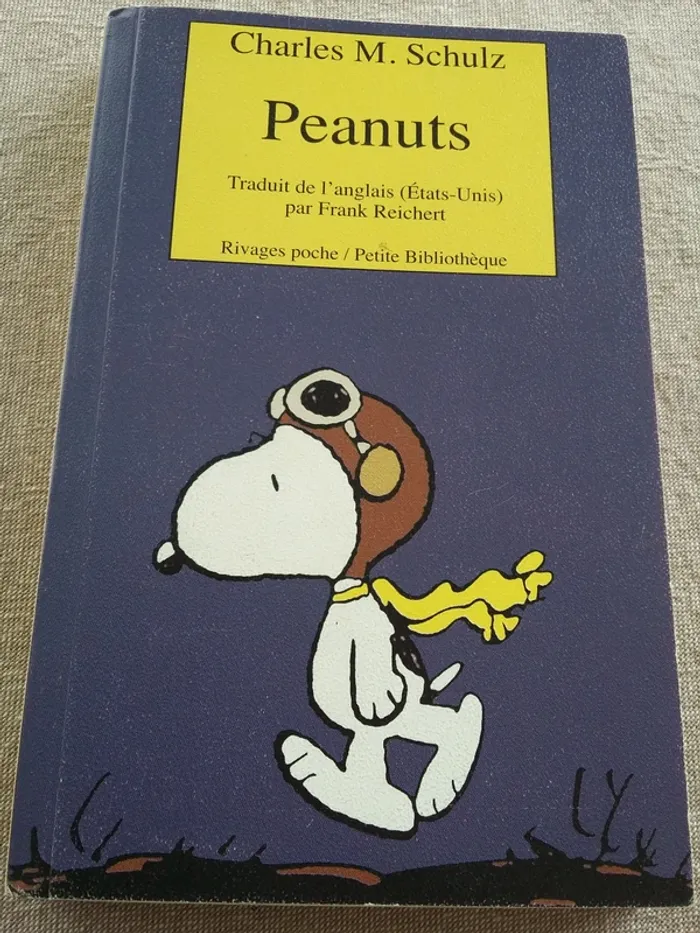 Charles M. Schulz
Peanuts
Traduit de l'anglais (États-Unis)
par Frank Reichert
Rivages poche / Petite Bibliothèque